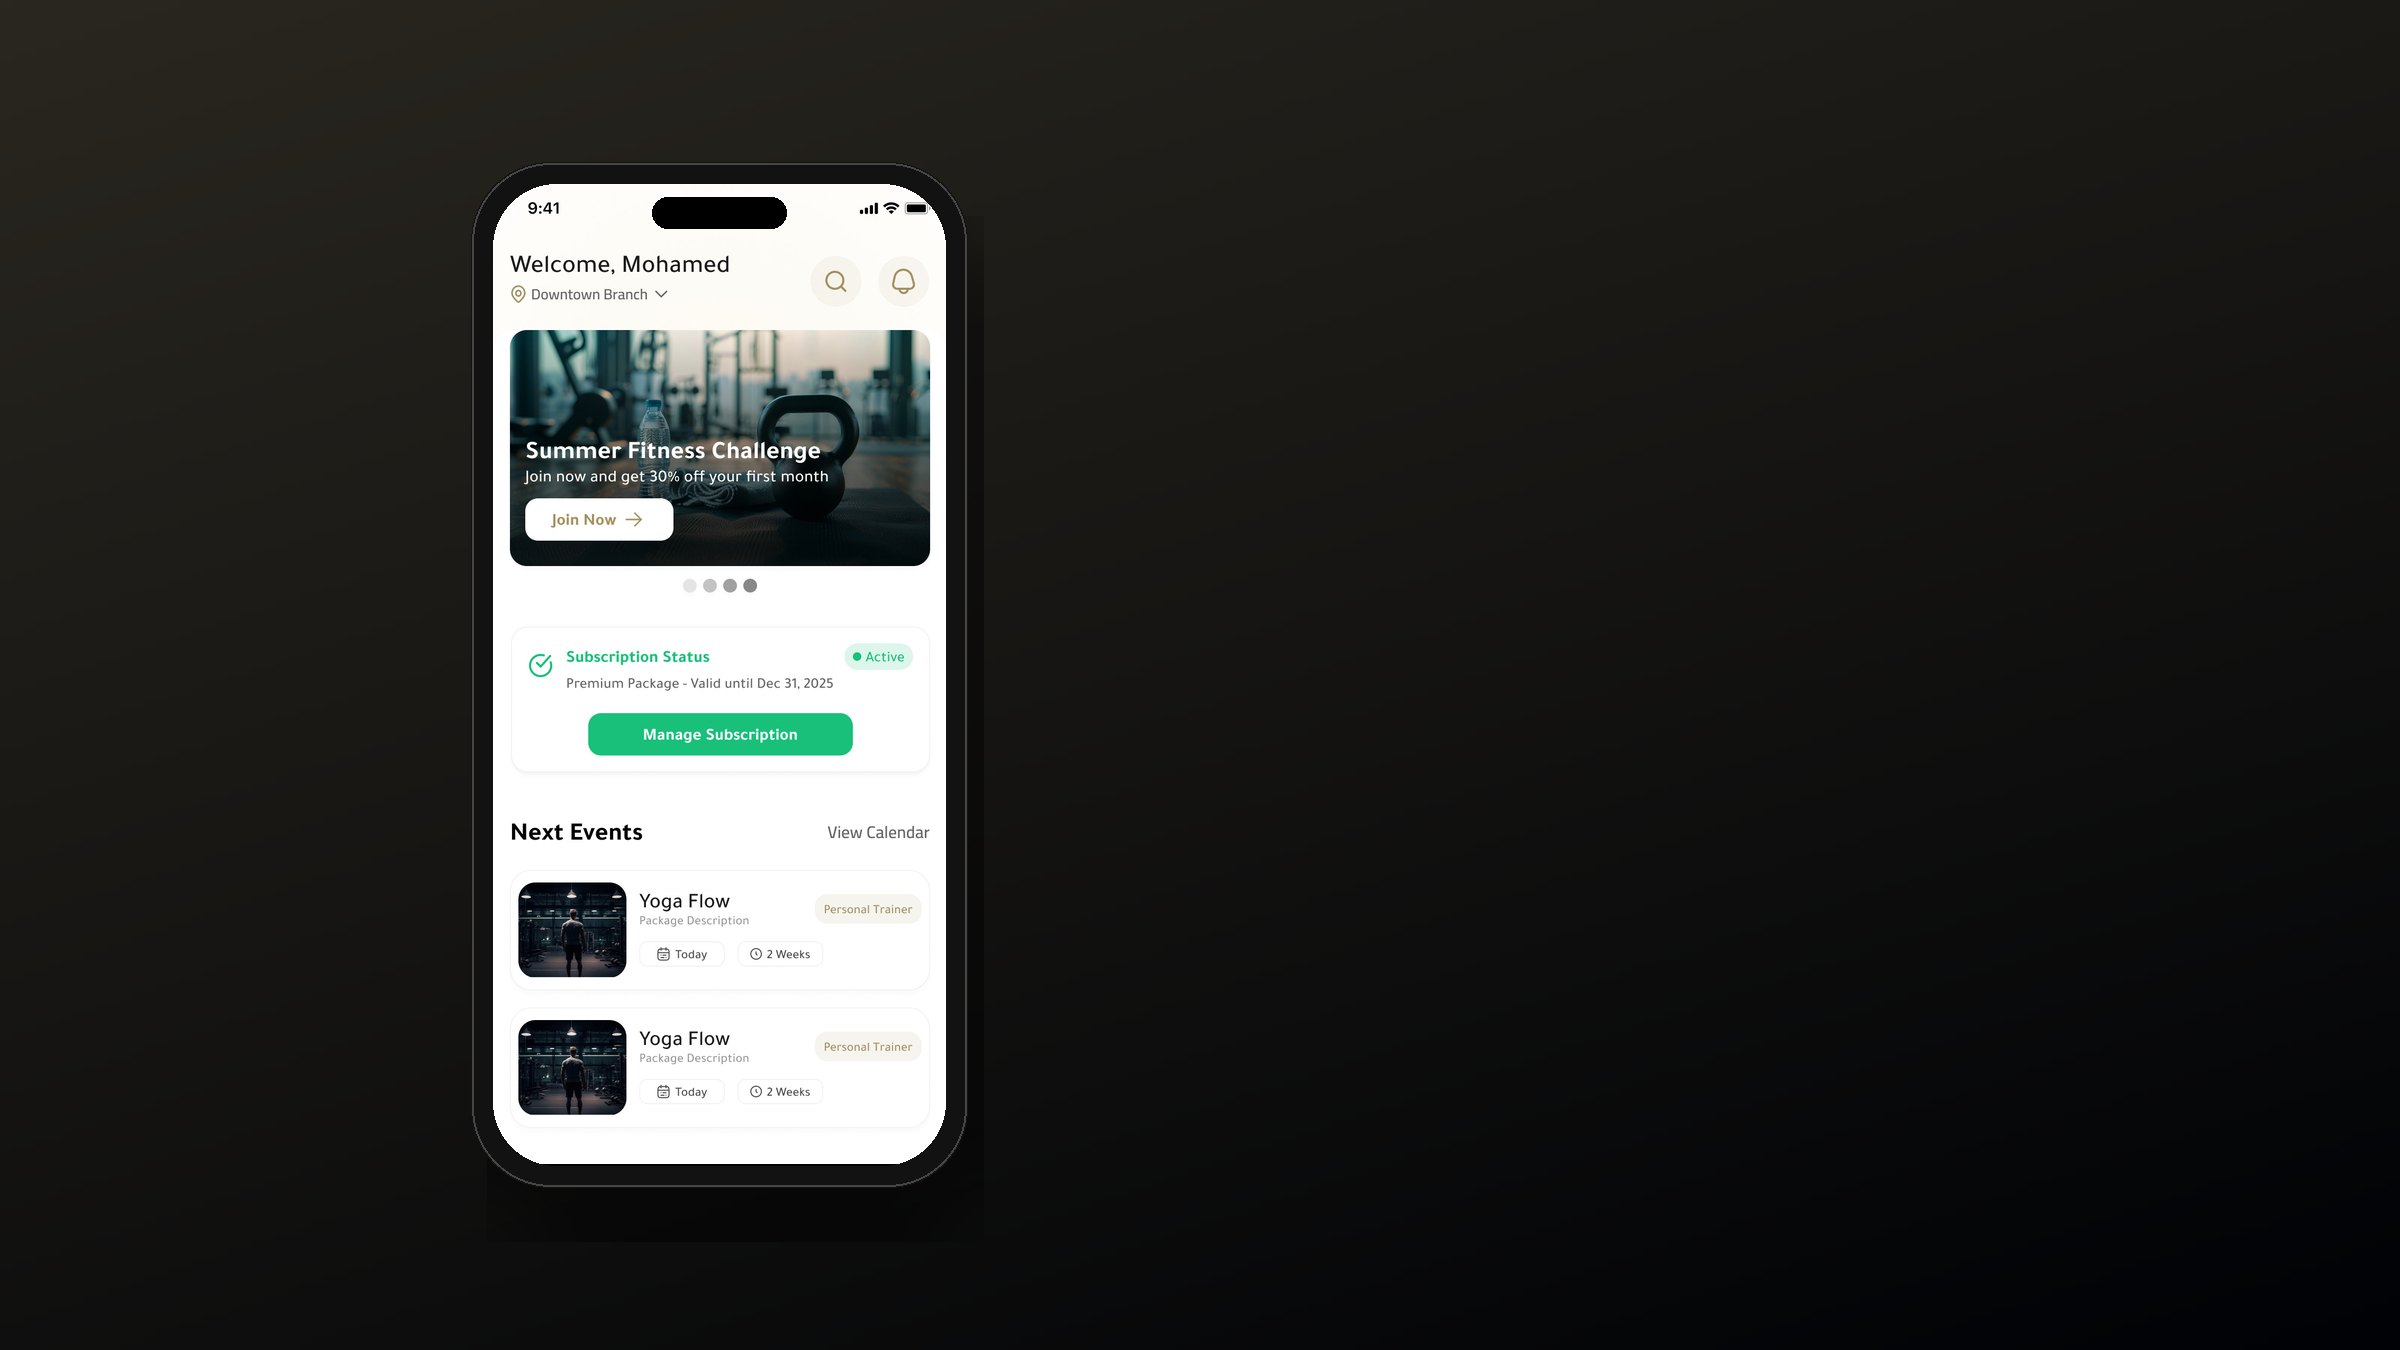 9:41
Welcome, Mohamed
Downtown Branch
Summer Fitness Challenge
Join now and get 30% off your first month
Join Now
Subscription Status
Active
Premium Package - Valid until Dec 31, 2025
Manage Subscription
Next Events
View Calendar
Yoga Flow
Package Description
Personal Trainer
Today
2 Weeks
Yoga Flow
Package Description
Personal Trainer
Today
2 Weeks